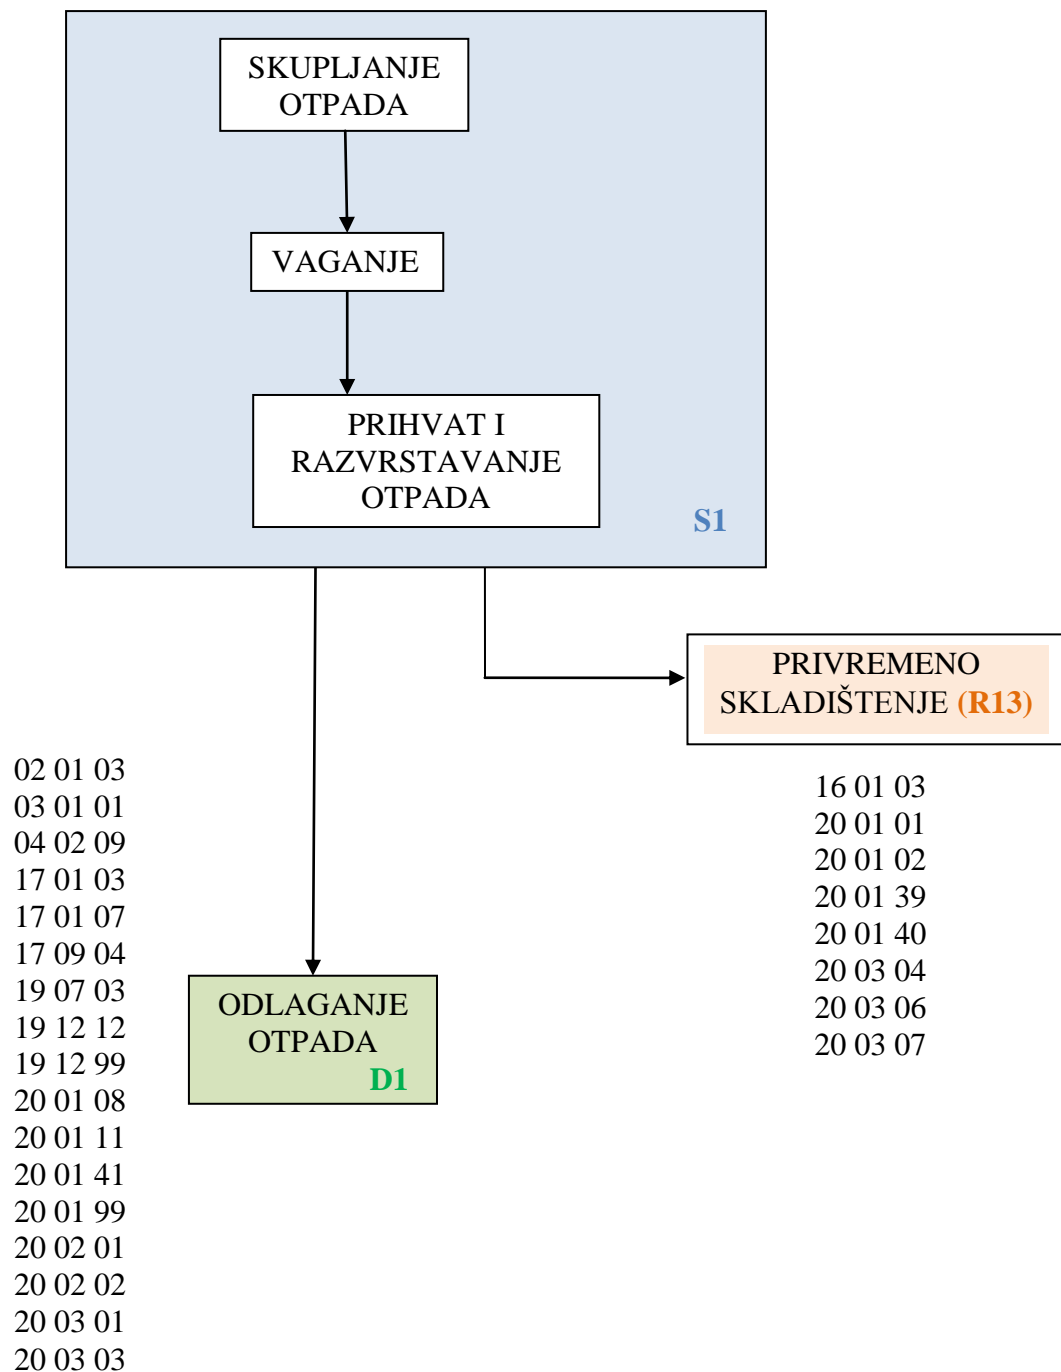 SKUPLJANJE
OTPADA
VAGANJE
PRIHVAT I
RAZVRSTAVANJE
OTPADA
S1
PRIVREMENO
SKLADIŠTENJE (R13)
02 01 03
03 01 01
04 02 09
17 01 03
17 01 07
17 09 04
19 07 03
19 12 12
19 12 99
20 01 08
20 01 11
20 01 41
20 01 99
20 02 01
20 02 02
20 03 01
20 03 03
ODLAGANJE
OTPADA
D1
16 01 03
20 01 01
20 01 02
20 01 39
20 01 40
20 03 04
20 03 06
20 03 07